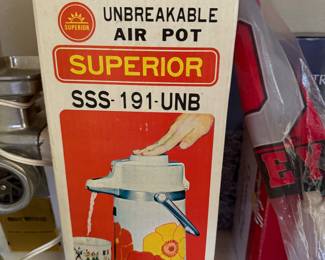 SUPERIOR
UNBREAKABLE
AIR POT
SUPERIOR
SSS-191-UNB